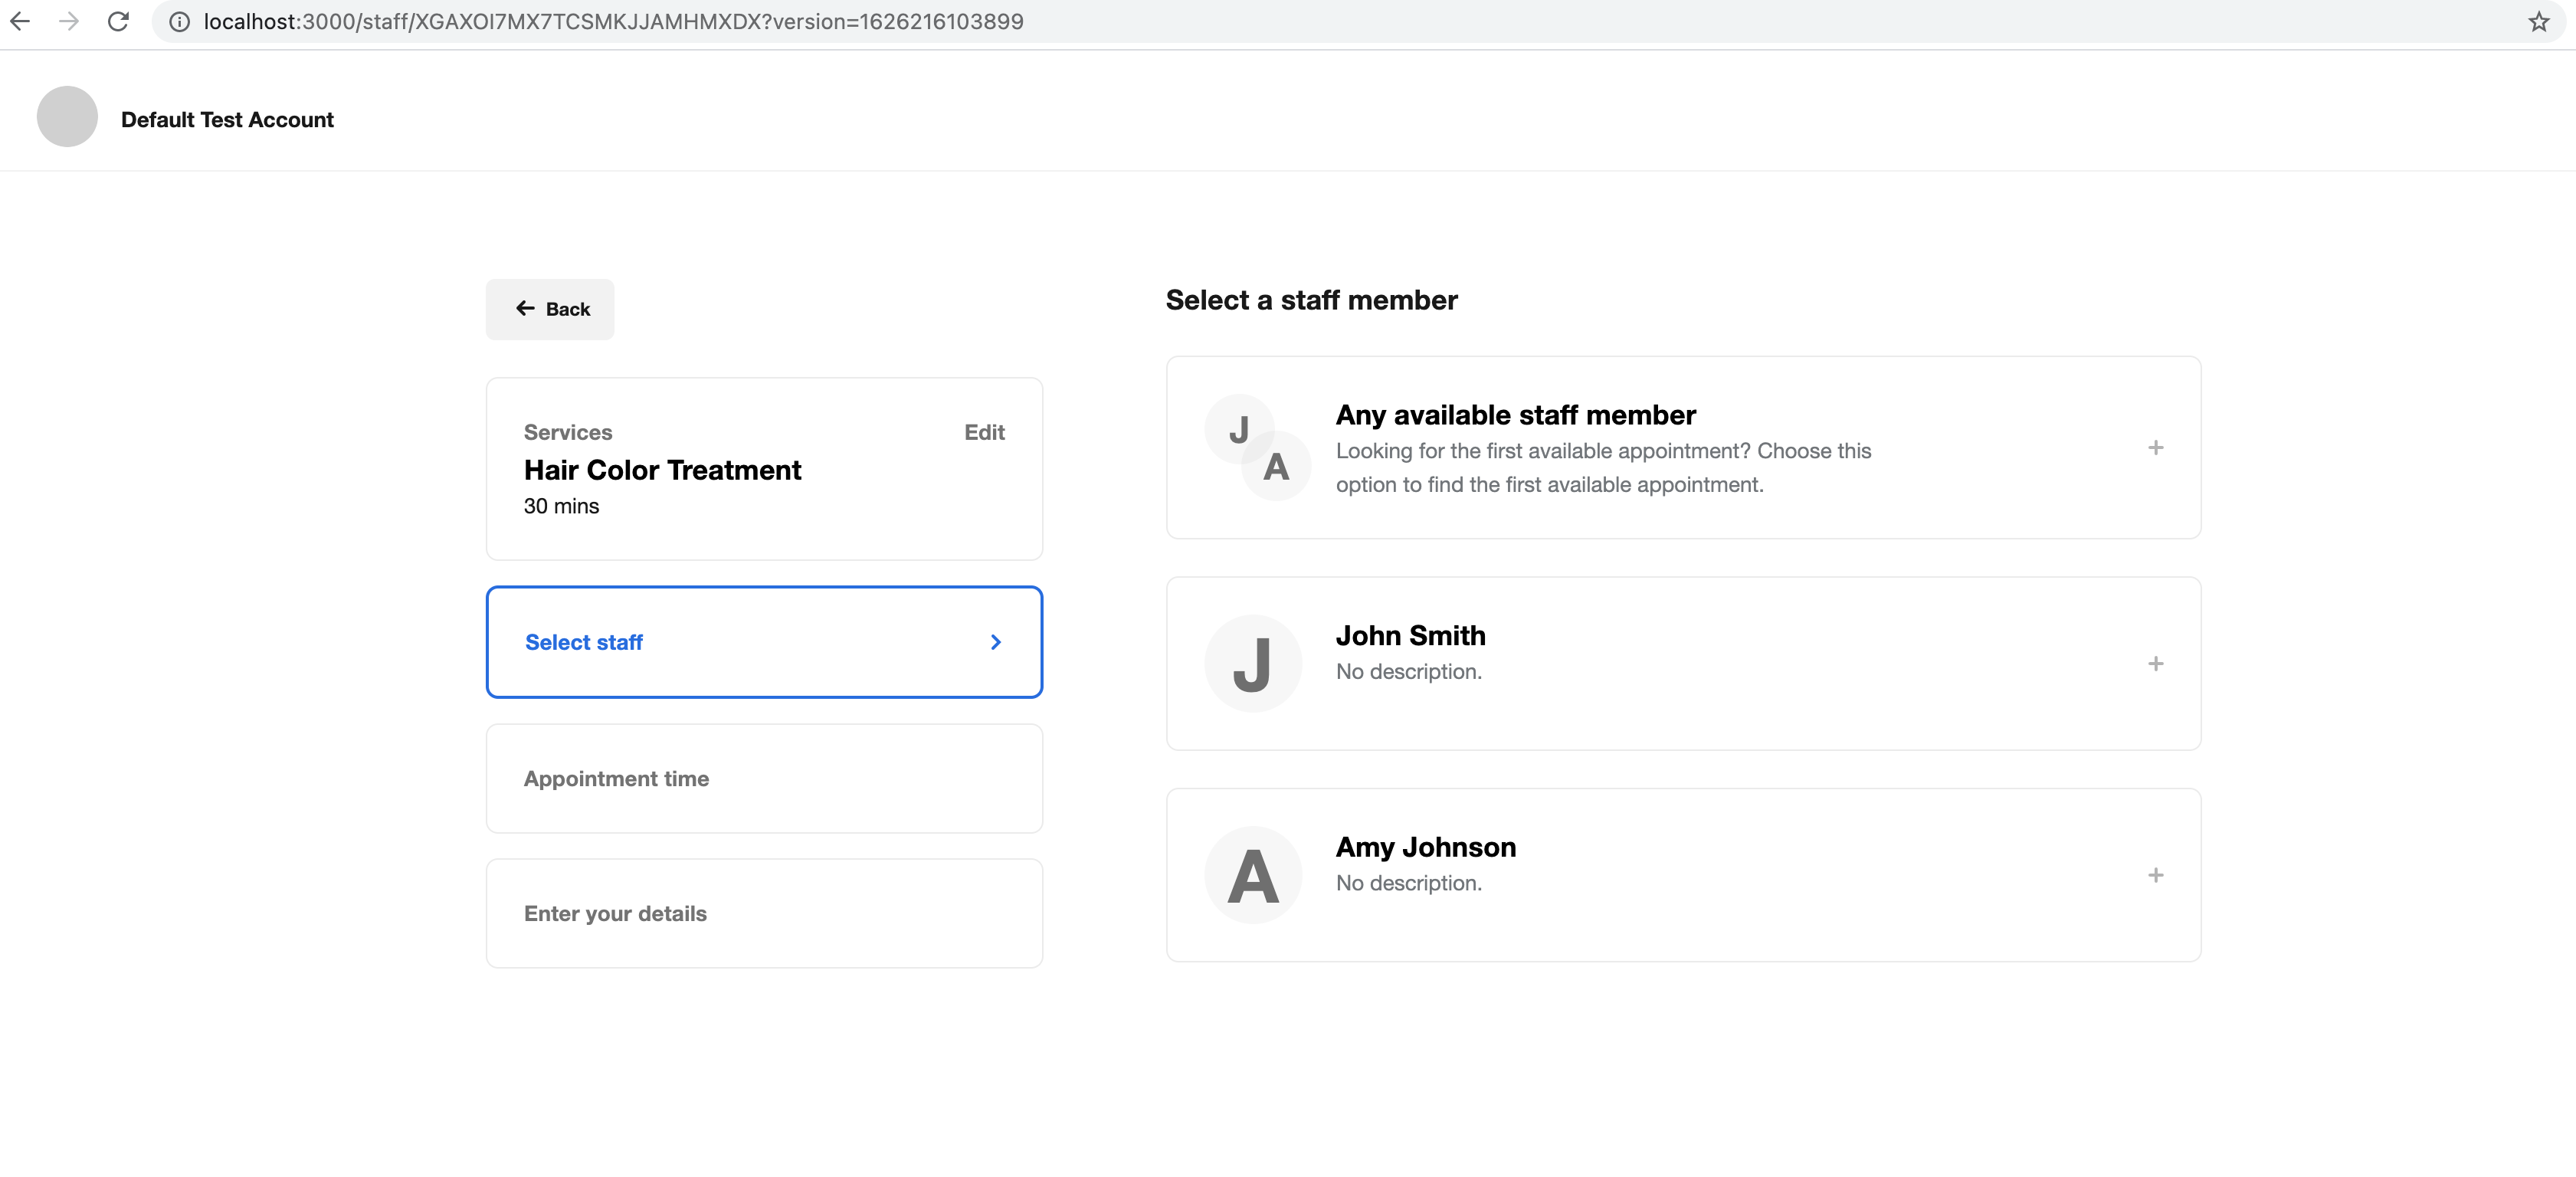 localhost:3000/staff/XGAXOI7MX7TCSMKJJAMHMXDX?version=1626216103899
Default Test Account
Back
Services
Edit
Hair Color Treatment
30 mins
Select staff
Appointment time
Enter your details
Select a staff member
J
A
Any available staff member
Looking for the first available appointment? Choose this
option to find the first available appointment.
J
John Smith
No description.
A
Amy Johnson
No description.